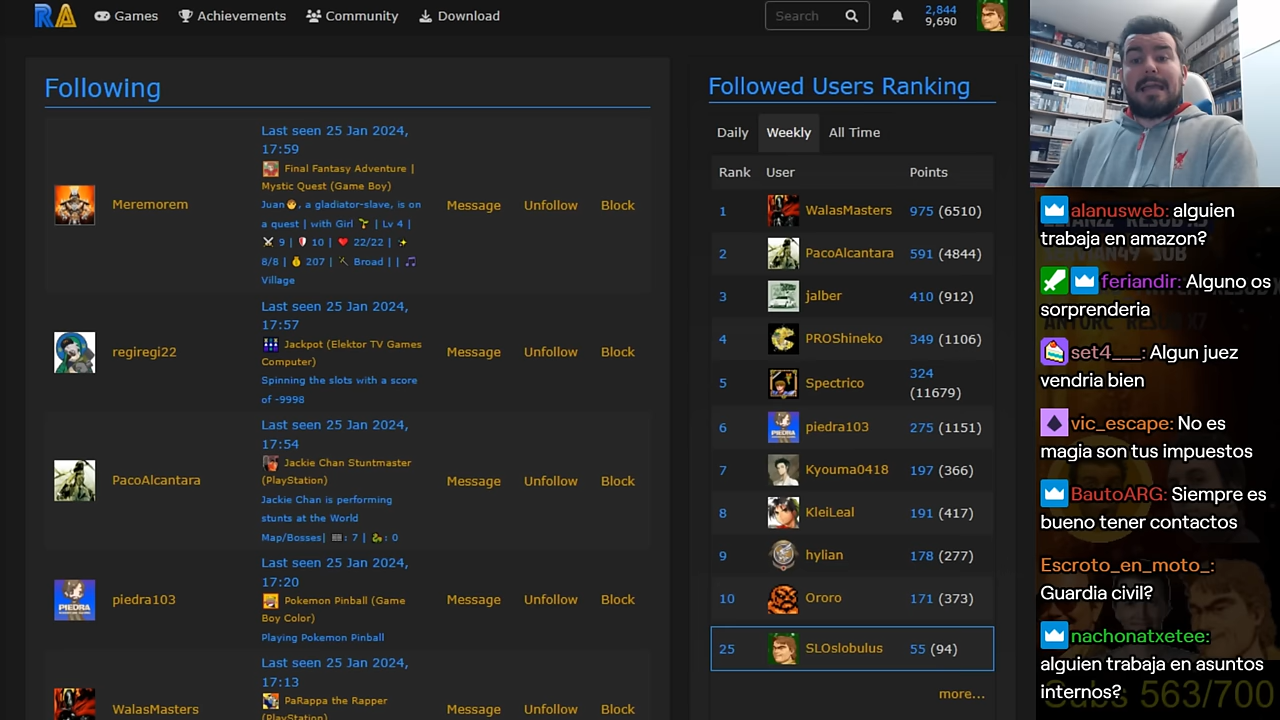 RA Games Achievements Community Download
Search
2,844
9,690
Following
Last seen 25 Jan 2024,
17:59
Meremorem
Final Fantasy Adventure |
Mystic Quest (Game Boy)
Juan, a gladiator-slave, is on
a quest | with Girl | Lv 4 |
9 | 10 | 22/22 |
8/8 | 207 | Broad | |
Village
Message Unfollow Block
Last seen 25 Jan 2024,
17:57
regiregi22
Jackpot (Elektor TV Games
Computer)
Spinning the slots with a score
of -9998
Message Unfollow Block
Last seen 25 Jan 2024,
17:54
PacoAlcantara
Jackie Chan Stuntmaster
(PlayStation)
Jackie Chan is performing
stunts at the World
Map/Bosses| : 7 | : 0
Message Unfollow Block
Last seen 25 Jan 2024,
17:20
piedra103
Pokemon Pinball (Game
Boy Color)
Playing Pokemon Pinball
Message Unfollow Block
Last seen 25 Jan 2024,
17:13
WalasMasters
PaRappa the Rapper
(PlayStation)
Message Unfollow Block
Followed Users Ranking
Daily Weekly All Time
Rank User Points
1 WalasMasters 975 (6510)
2 PacoAlcantara 591 (4844)
3 jalber 410 (912)
4 PROShineko 349 (1106)
5 Spectrico 324
(11679)
6 piedra103 275 (1151)
7 Kyouma0418 197 (366)
8 KleiLeal 191 (417)
9 hylian 178 (277)
10 Ororo 171 (373)
25 SLOslobulus 55 (94)
more...
alanusweb: alguien
trabaja en amazon?
feriandir: Alguno os
sorprenderia
set4___: Algun juez
vendria bien
vic_escape: No es
magia son tus impuestos
BautoARG: Siempre es
bueno tener contactos
Escroto_en_moto_:
Guardia civil?
nachonatxetee:
alguien trabaja en asuntos
internos?
Subs 563/700